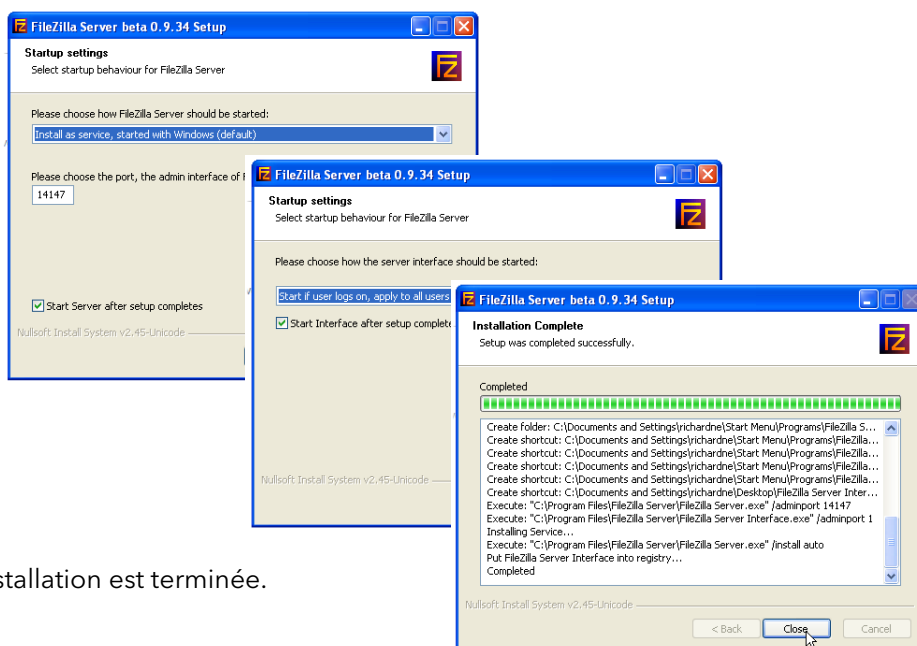 FileZilla Server beta 0.9.34 Setup
Startup settings
Select startup behaviour for FileZilla Server
Please choose how FileZilla Server should be started:
Install as service, started with Windows (default)
Please choose the port, the admin interface of
14147
Start Server after setup completes
Nullsoft Install System v2.45-Unicode
FileZilla Server beta 0.9.34 Setup
Startup settings
Select startup behaviour for FileZilla Server
Please choose how the server interface should be started:
Start if user logs on, apply to all users
Start Interface after setup complete
Nullsoft Install System v2.45-Unicode
FileZilla Server beta 0.9.34 Setup
Installation Complete
Setup was completed successfully.
Completed
Create folder: C:\Documents and Settings\richardne\Start Menu\Programs\FileZilla S...
Create shortcut: C:\Documents and Settings\richardne\Start Menu\Programs\FileZilla...
Create shortcut: C:\Documents and Settings\richardne\Start Menu\Programs\FileZilla...
Create shortcut: C:\Documents and Settings\richardne\Start Menu\Programs\FileZilla...
Create shortcut: C:\Documents and Settings\richardne\Start Menu\Programs\FileZilla...
Create shortcut: C:\Documents and Settings\richardne\Desktop\FileZilla Server Inter...
Execute: "C:\Program Files\FileZilla Server\FileZilla Server.exe" /adminport 14147
Execute: "C:\Program Files\FileZilla Server\FileZilla Server Interface.exe" /adminport 1
Installing Service...
Execute: "C:\Program Files\FileZilla Server\FileZilla Server.exe" /install auto
Put FileZilla Server Interface into registry...
Completed
Nullsoft Install System v2.45-Unicode
< Back Close Cancel
stallation est terminée.